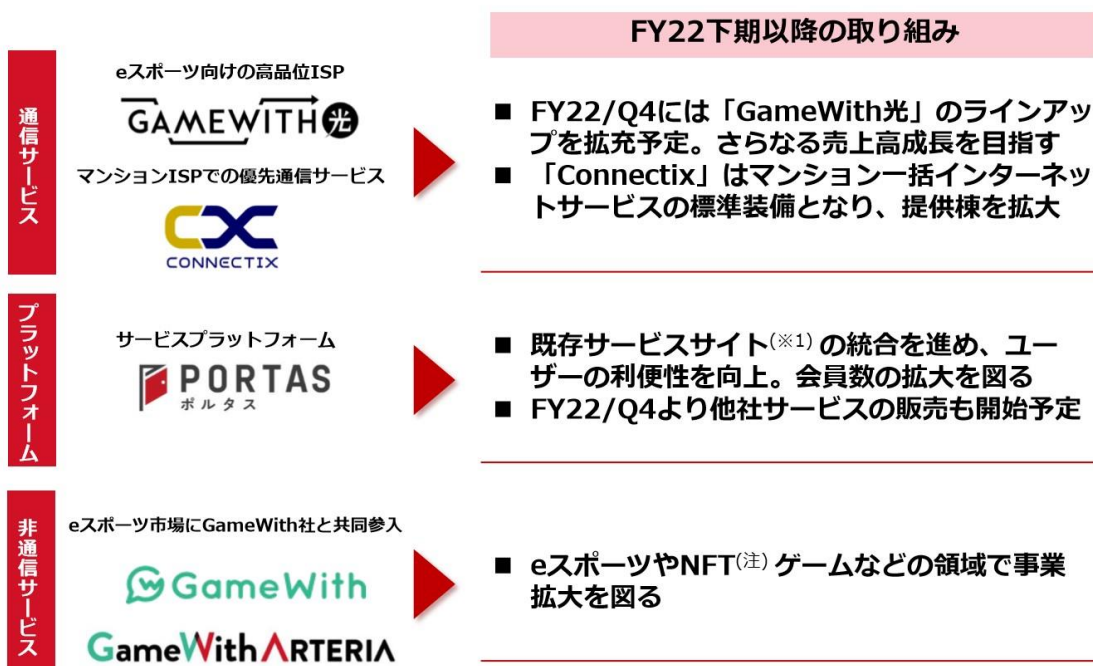 FY22下期以降の取り組み
通信サービス
eスポーツ向けの高品位ISP
GAMEWITH光
マンションISPでの優先通信サービス
CONNECTIX
■ FY22/Q4には「GameWith光」のラインアッ
プを拡充予定。さらなる売上高成長を目指す
■ 「Connectix」はマンション一括インターネッ
トサービスの標準装備となり、提供棟を拡大
プラットフォーム
サービスプラットフォーム
PORTAS
ポルタス
■ 既存サービスサイト(※1) の統合を進め、ユー
ザーの利便性を向上。会員数の拡大を図る
■ FY22/Q4より他社サービスの販売も開始予定
非通信サービス
eスポーツ市場にGameWith社と共同参入
GameWith
GameWith ARTERIA
■ eスポーツやNFT(注) ゲームなどの領域で事業
拡大を図る